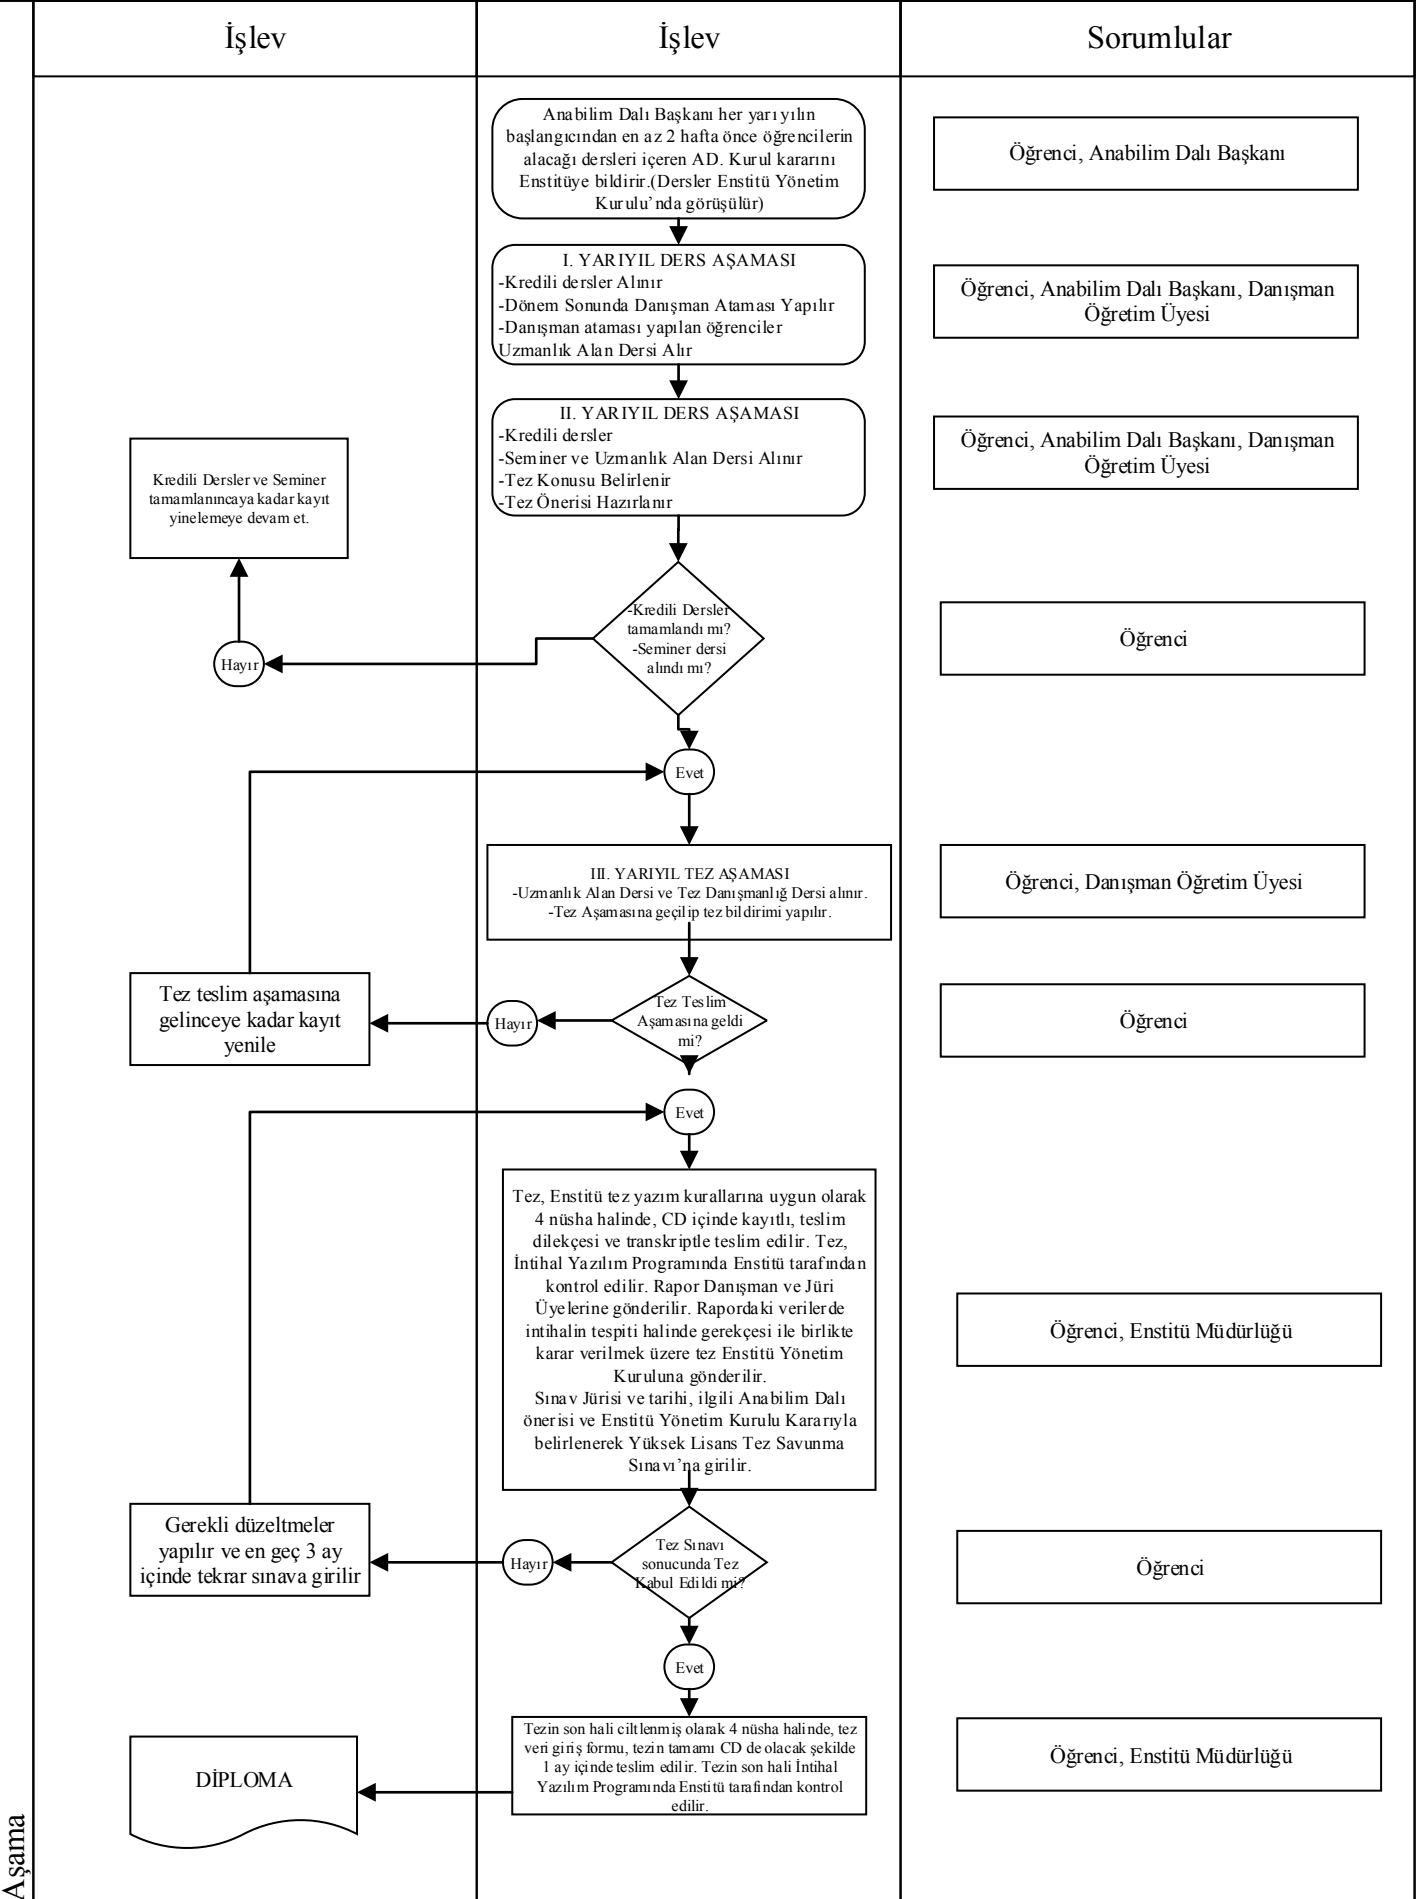 İşlev
İşlev
Sorumlular
Anabilim Dalı Başkanı her yarıyılın
başlangıcından en az 2 hafta önce öğrencilerin
alacağı dersleri içeren AD. Kurul kararını
Enstitüye bildirir.(Dersler Enstitü Yönetim
Kurulu’nda görüşülür)
Öğrenci, Anabilim Dalı Başkanı
I. YARIYIL DERS AŞAMASI
-Kredili dersler Alınır
-Dönem Sonunda Danışman Ataması Yapılır
-Danışman ataması yapılan öğrenciler
Uzmanlık Alan Dersi Alır
Öğrenci, Anabilim Dalı Başkanı, Danışman
Öğretim Üyesi
II. YARIYIL DERS AŞAMASI
-Kredili dersler
-Seminer ve Uzmanlık Alan Dersi Alınır
-Tez Konusu Belirlenir
-Tez Önerisi Hazırlanır
Öğrenci, Anabilim Dalı Başkanı, Danışman
Öğretim Üyesi
Kredili Dersler ve Seminer
tamamlanıncaya kadar kayıt
yinelemeye devam et.
-Kredili Dersler
tamamlandı mı?
-Seminer dersi
alındı mı?
Öğrenci
Hayır
Evet
III. YARIYIL TEZ AŞAMASI
-Uzmanlık Alan Dersi ve Tez Danışmanlığ Dersi alınır.
-Tez Aşamasına geçilip tez bildirimi yapılır.
Öğrenci, Danışman Öğretim Üyesi
Tez teslim aşamasına
gelinceye kadar kayıt
yenile
Hayır
Tez Teslim
Aşamasına geldi
mi?
Öğrenci
Evet
Tez, Enstitü tez yazım kurallarına uygun olarak
4 nüsha halinde, CD içinde kayıtlı, teslim
dilekçesi ve transkriptle teslim edilir. Tez,
İntihal Yazılım Programında Enstitü tarafından
kontrol edilir. Rapor Danışman ve Jüri
Üyelerine gönderilir. Rapordaki verilerde
intihalin tespiti halinde gerekçesi ile birlikte
karar verilmek üzere tez Enstitü Yönetim
Kuruluna gönderilir.
Sınav Jürisi ve tarihi, ilgili Anabilim Dalı
önerisi ve Enstitü Yönetim Kurulu Kararıyla
belirlenerek Yüksek Lisans Tez Savunma
Sınavı’na girilir.
Öğrenci, Enstitü Müdürlüğü
Gerekli düzeltmeler
yapılır ve en geç 3 ay
içinde tekrar sınava girilir
Hayır
Tez Sınavı
sonucunda Tez
Kabul Edildi mi?
Öğrenci
Evet
Tezin son hali ciltlenmiş olarak 4 nüsha halinde, tez
veri giriş formu, tezin tamamı CD de olacak şekilde
1 ay içinde teslim edilir. Tezin son hali İntihal
Yazılım Programında Enstitü tarafından kontrol
edilir.
Öğrenci, Enstitü Müdürlüğü
DİPLOMA
Aşama